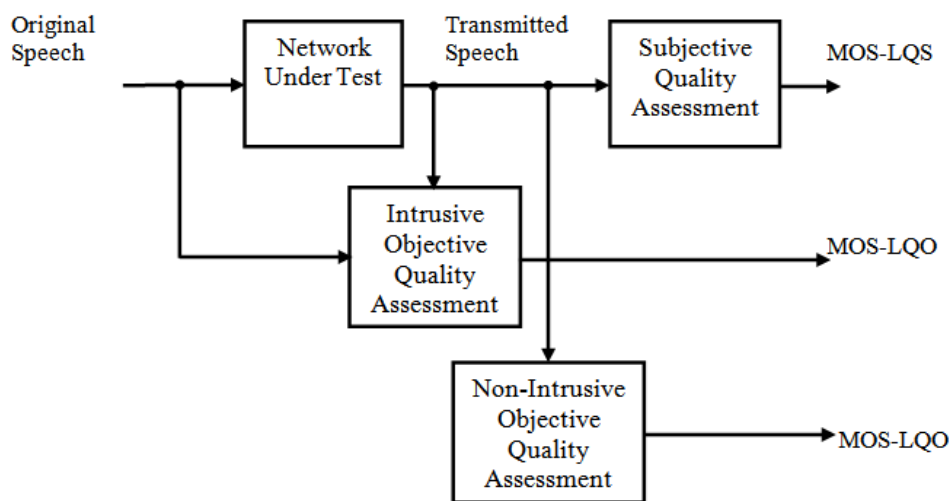 Original
Speech
Network
Under Test
Transmitted
Speech
Subjective
Quality
Assessment
MOS-LQS
Intrusive
Objective
Quality
Assessment
MOS-LQO
Non-Intrusive
Objective
Quality
Assessment
MOS-LQO